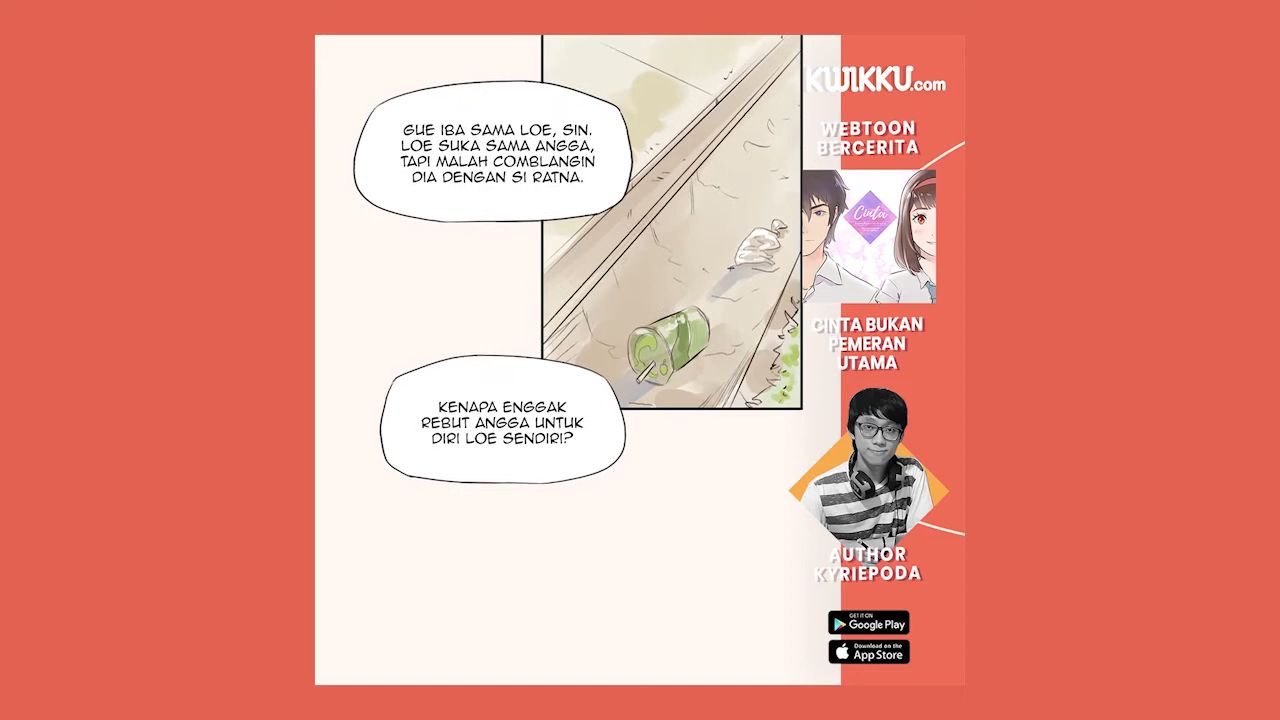 GUE IBA SAMA LOE, SIN.
LOE SUKA SAMA ANGGA,
TAPI MALAH COMBLANGIN
DIA DENGAN SI RATNA.
KENAPA ENGGAK
REBUT ANGGA UNTUK
DIRI LOE SENDIRI?
KWIKKU.com
WEBTOON
BERCERITA
Cinta
CINTA BUKAN
PEMERAN
UTAMA
AUTHOR
KYRIEPODA
GET IT ON
Google Play
Download on the
App Store